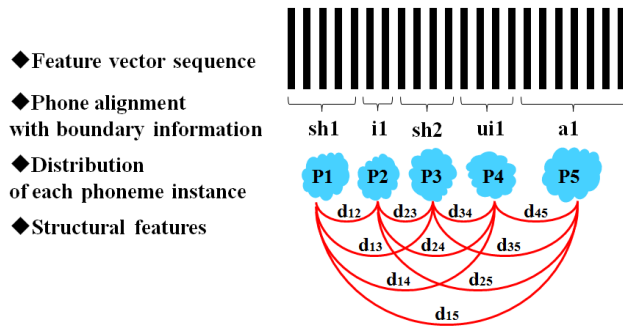 ◆Feature vector sequence
◆Phone alignment
with boundary information
sh1 i1 sh2 ui1 a1
◆Distribution
of each phoneme instance
P1 P2 P3 P4 P5
◆Structural features
d12 d23 d34 d45
d13 d24 d35
d14 d25
d15